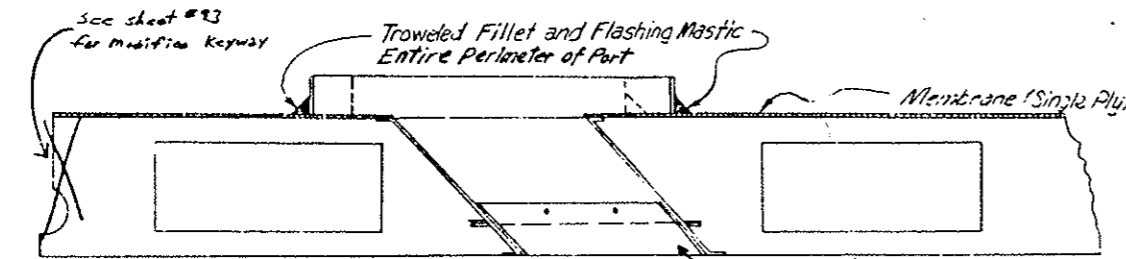 See sheet #93
for modified Keyway
Troweled Fillet and Flashing Mastic
Entire Perimeter of Port
Membrane (Single Ply)